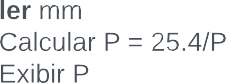 ler mm
Calcular P = 25.4/P
Exibir P